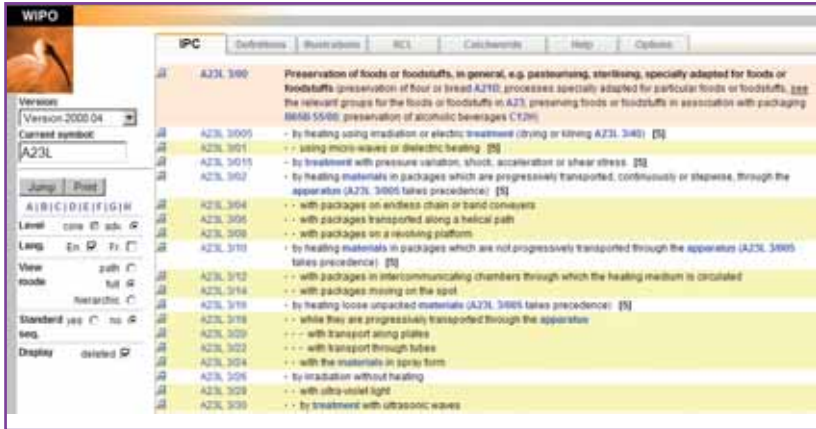 WIPO
IPC Definitions Illustrations RCL Catchwords Help Options
A23L 3/00 Preservation of foods or foodstuffs, in general, e.g. pasteurising, sterilising, specially adapted for foods or
foodstuffs (preservation of flour or bread A21D; processes specially adapted for particular foods or foodstuffs, see
the relevant groups for the foods or foodstuffs in A23; preserving foods or foodstuffs in association with packaging
B65B 55/00; preservation of alcoholic beverages C12H)
Version:
Version 2008.04
Current symbol:
A23L
Jump Print
A|B|C|D|E|F|G|H
Level core adv.
Lang. En Fr
View path
mode full
hierarchic
Standard yes no
seq.
Display deleted
A23L 3/005 - by heating using irradiation or electric treatment (drying or kilning A23L 3/40) [5]
A23L 3/01 - - using micro-waves or dielectric heating [5]
A23L 3/015 - by treatment with pressure variation, shock, acceleration or shear stress [5]
A23L 3/02 - by heating materials in packages which are progressively transported, continuously or stepwise, through the
apparatus (A23L 3/005 takes precedence) [5]
A23L 3/04 - - with packages on endless chain or band conveyors
A23L 3/06 - - with packages transported along a helical path
A23L 3/08 - - with packages on a revolving platform
A23L 3/10 - by heating materials in packages which are not progressively transported through the apparatus (A23L 3/005
takes precedence) [5]
A23L 3/12 - - with packages in intercommunicating chambers through which the heating medium is circulated
A23L 3/14 - - with packages moving on the spot
A23L 3/16 - by heating loose unpacked materials (A23L 3/005 takes precedence) [5]
A23L 3/18 - - while they are progressively transported through the apparatus
A23L 3/20 - - - with transport along plates
A23L 3/22 - - - with transport through tubes
A23L 3/24 - - with the materials in spray form
A23L 3/26 - by irradiation without heating
A23L 3/28 - - with ultra-violet light
A23L 3/30 - - by treatment with ultrasonic waves